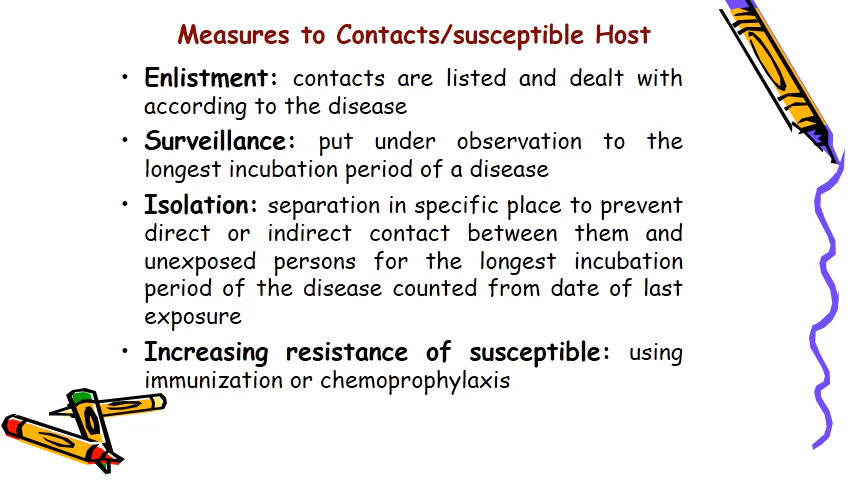 Measures to Contacts/susceptible Host
• Enlistment: contacts are listed and dealt with
according to the disease
• Surveillance: put under observation to the
longest incubation period of a disease
• Isolation: separation in specific place to prevent
direct or indirect contact between them and
unexposed persons for the longest incubation
period of the disease counted from date of last
exposure
• Increasing resistance of susceptible: using
immunization or chemoprophylaxis